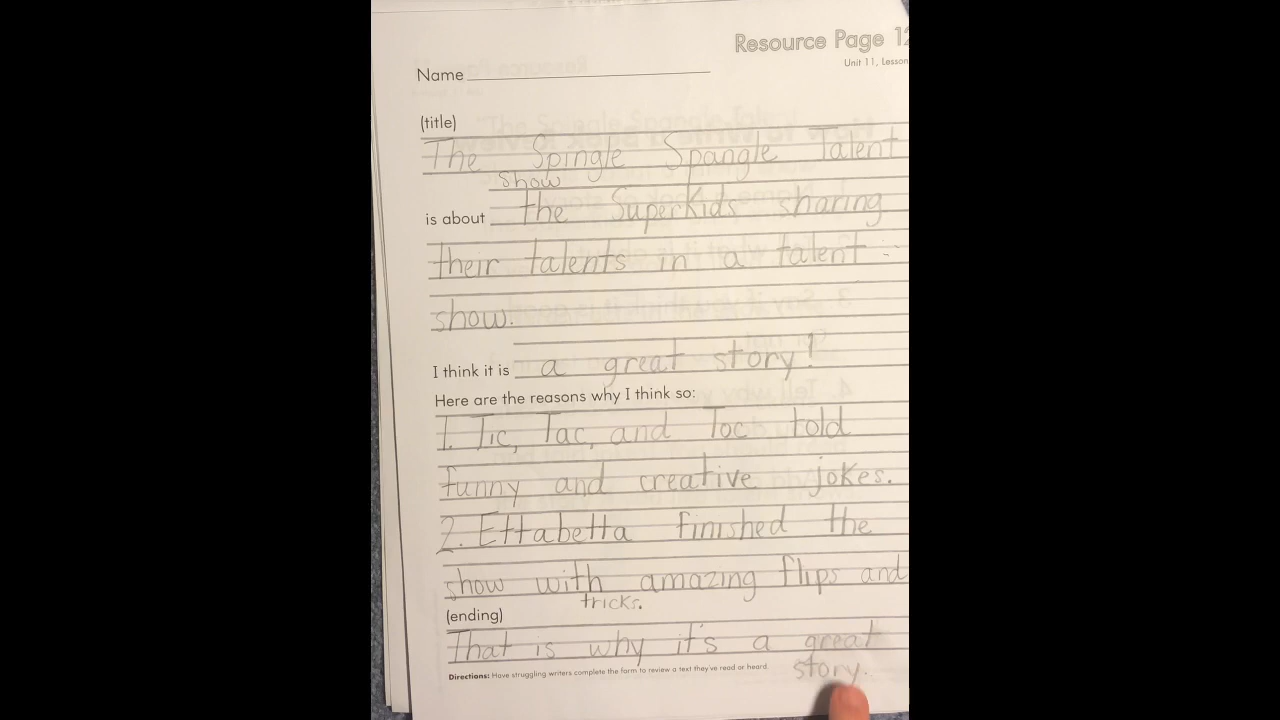 Resource Page 12
Unit 11, Lesson
Name
(title)
The Spingle Spangle Talent
Show
is about the SuperKids sharing
their talents in a talent
show.
I think it is a great story!
Here are the reasons why I think so:
1. Tic, Tac, and Toc told
funny and creative jokes.
2. Ettabetta finished the
show with amazing flips and
tricks.
(ending)
That is why it's a great
story.
Directions: Have struggling writers complete the form to review a text they've read or heard.